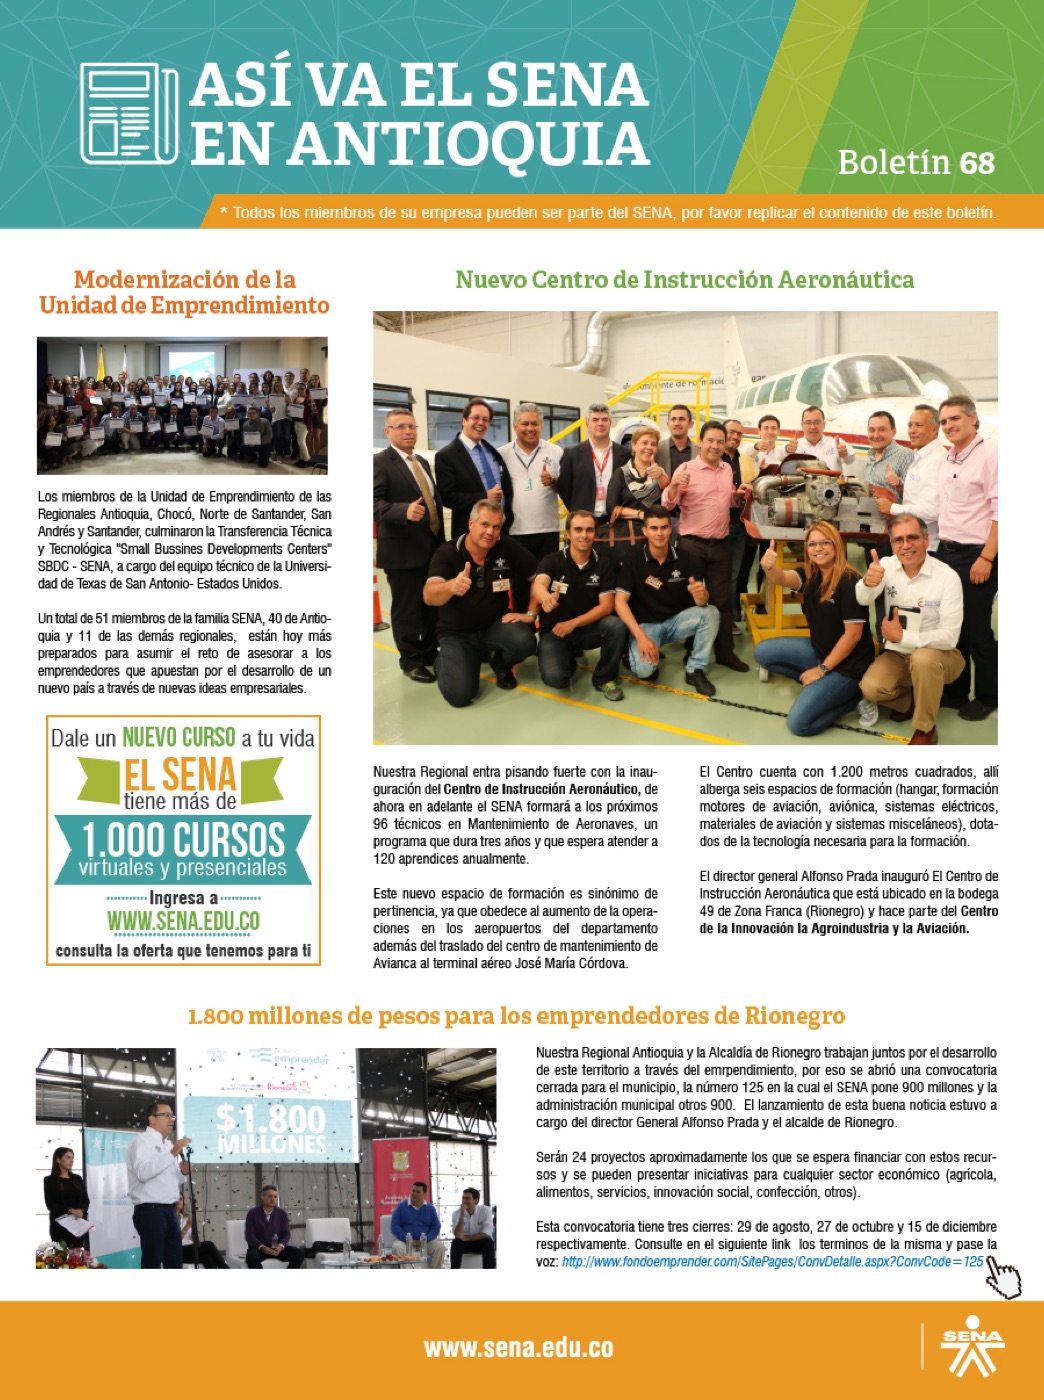 ASÍ VA EL SENA
EN ANTIOQUIA
Boletín 68
* Todos los miembros de su empresa pueden ser parte del SENA, por favor replicar el contenido de este boletín.
Modernización de la
Unidad de Emprendimiento
Los miembros de la Unidad de Emprendimiento de las
Regionales Antioquia, Chocó, Norte de Santander, San
Andrés y Santander, culminaron la Transferencia Técnica
y Tecnológica "Small Bussines Developments Centers"
SBDC - SENA, a cargo del equipo técnico de la Universi-
dad de Texas de San Antonio- Estados Unidos.
Un total de 51 miembros de la familia SENA, 40 de Antio-
quia y 11 de las demás regionales, están hoy más
preparados para asumir el reto de asesorar a los
emprendedores que apuestan por el desarrollo de un
nuevo país a través de nuevas ideas empresariales.
Dale un NUEVO CURSO a tu vida
EL SENA
tiene más de
1.000 CURSOS
virtuales y presenciales
Ingresa a
WWW.SENA.EDU.CO
consulta la oferta que tenemos para ti
Nuevo Centro de Instrucción Aeronáutica
Nuestra Regional entra pisando fuerte con la inau-
guración del Centro de Instrucción Aeronáutico, de
ahora en adelante el SENA formará a los próximos
96 técnicos en Mantenimiento de Aeronaves, un
programa que dura tres años y que espera atender a
120 aprendices anualmente.
Este nuevo espacio de formación es sinónimo de
pertinencia, ya que obedece al aumento de la opera-
ciones en los aeropuertos del departamento
además del traslado del centro de mantenimiento de
Avianca al terminal aéreo José María Córdova.
El Centro cuenta con 1.200 metros cuadrados, allí
alberga seis espacios de formación (hangar, formación
motores de aviación, aviónica, sistemas eléctricos,
materiales de aviación y sistemas misceláneos), dota-
dos de la tecnología necesaria para la formación.
El director general Alfonso Prada inauguró El Centro de
Instrucción Aeronáutica que está ubicado en la bodega
49 de Zona Franca (Rionegro) y hace parte del Centro
de la Innovación la Agroindustria y la Aviación.
1.800 millones de pesos para los emprendedores de Rionegro
emprender
Rionegro
$1.800
MILLONES
Nuestra Regional Antioquia y la Alcaldía de Rionegro trabajan juntos por el desarrollo
de este territorio a través del emrpendimiento, por eso se abrió una convocatoria
cerrada para el municipio, la número 125 en la cual el SENA pone 900 millones y la
administración municipal otros 900. El lanzamiento de esta buena noticia estuvo a
cargo del director General Alfonso Prada y el alcalde de Rionegro.
Serán 24 proyectos aproximadamente los que se espera financiar con estos recur-
sos y se pueden presentar iniciativas para cualquier sector económico (agrícola,
alimentos, servicios, innovación social, confección, otros).
Esta convocatoria tiene tres cierres: 29 de agosto, 27 de octubre y 15 de diciembre
respectivamente. Consulte en el siguiente link los terminos de la misma y pase la
voz: http://www.fondoemprender.com/SitePages/ConvDetalle.aspx?ConvCode=125
www.sena.edu.co
SENA